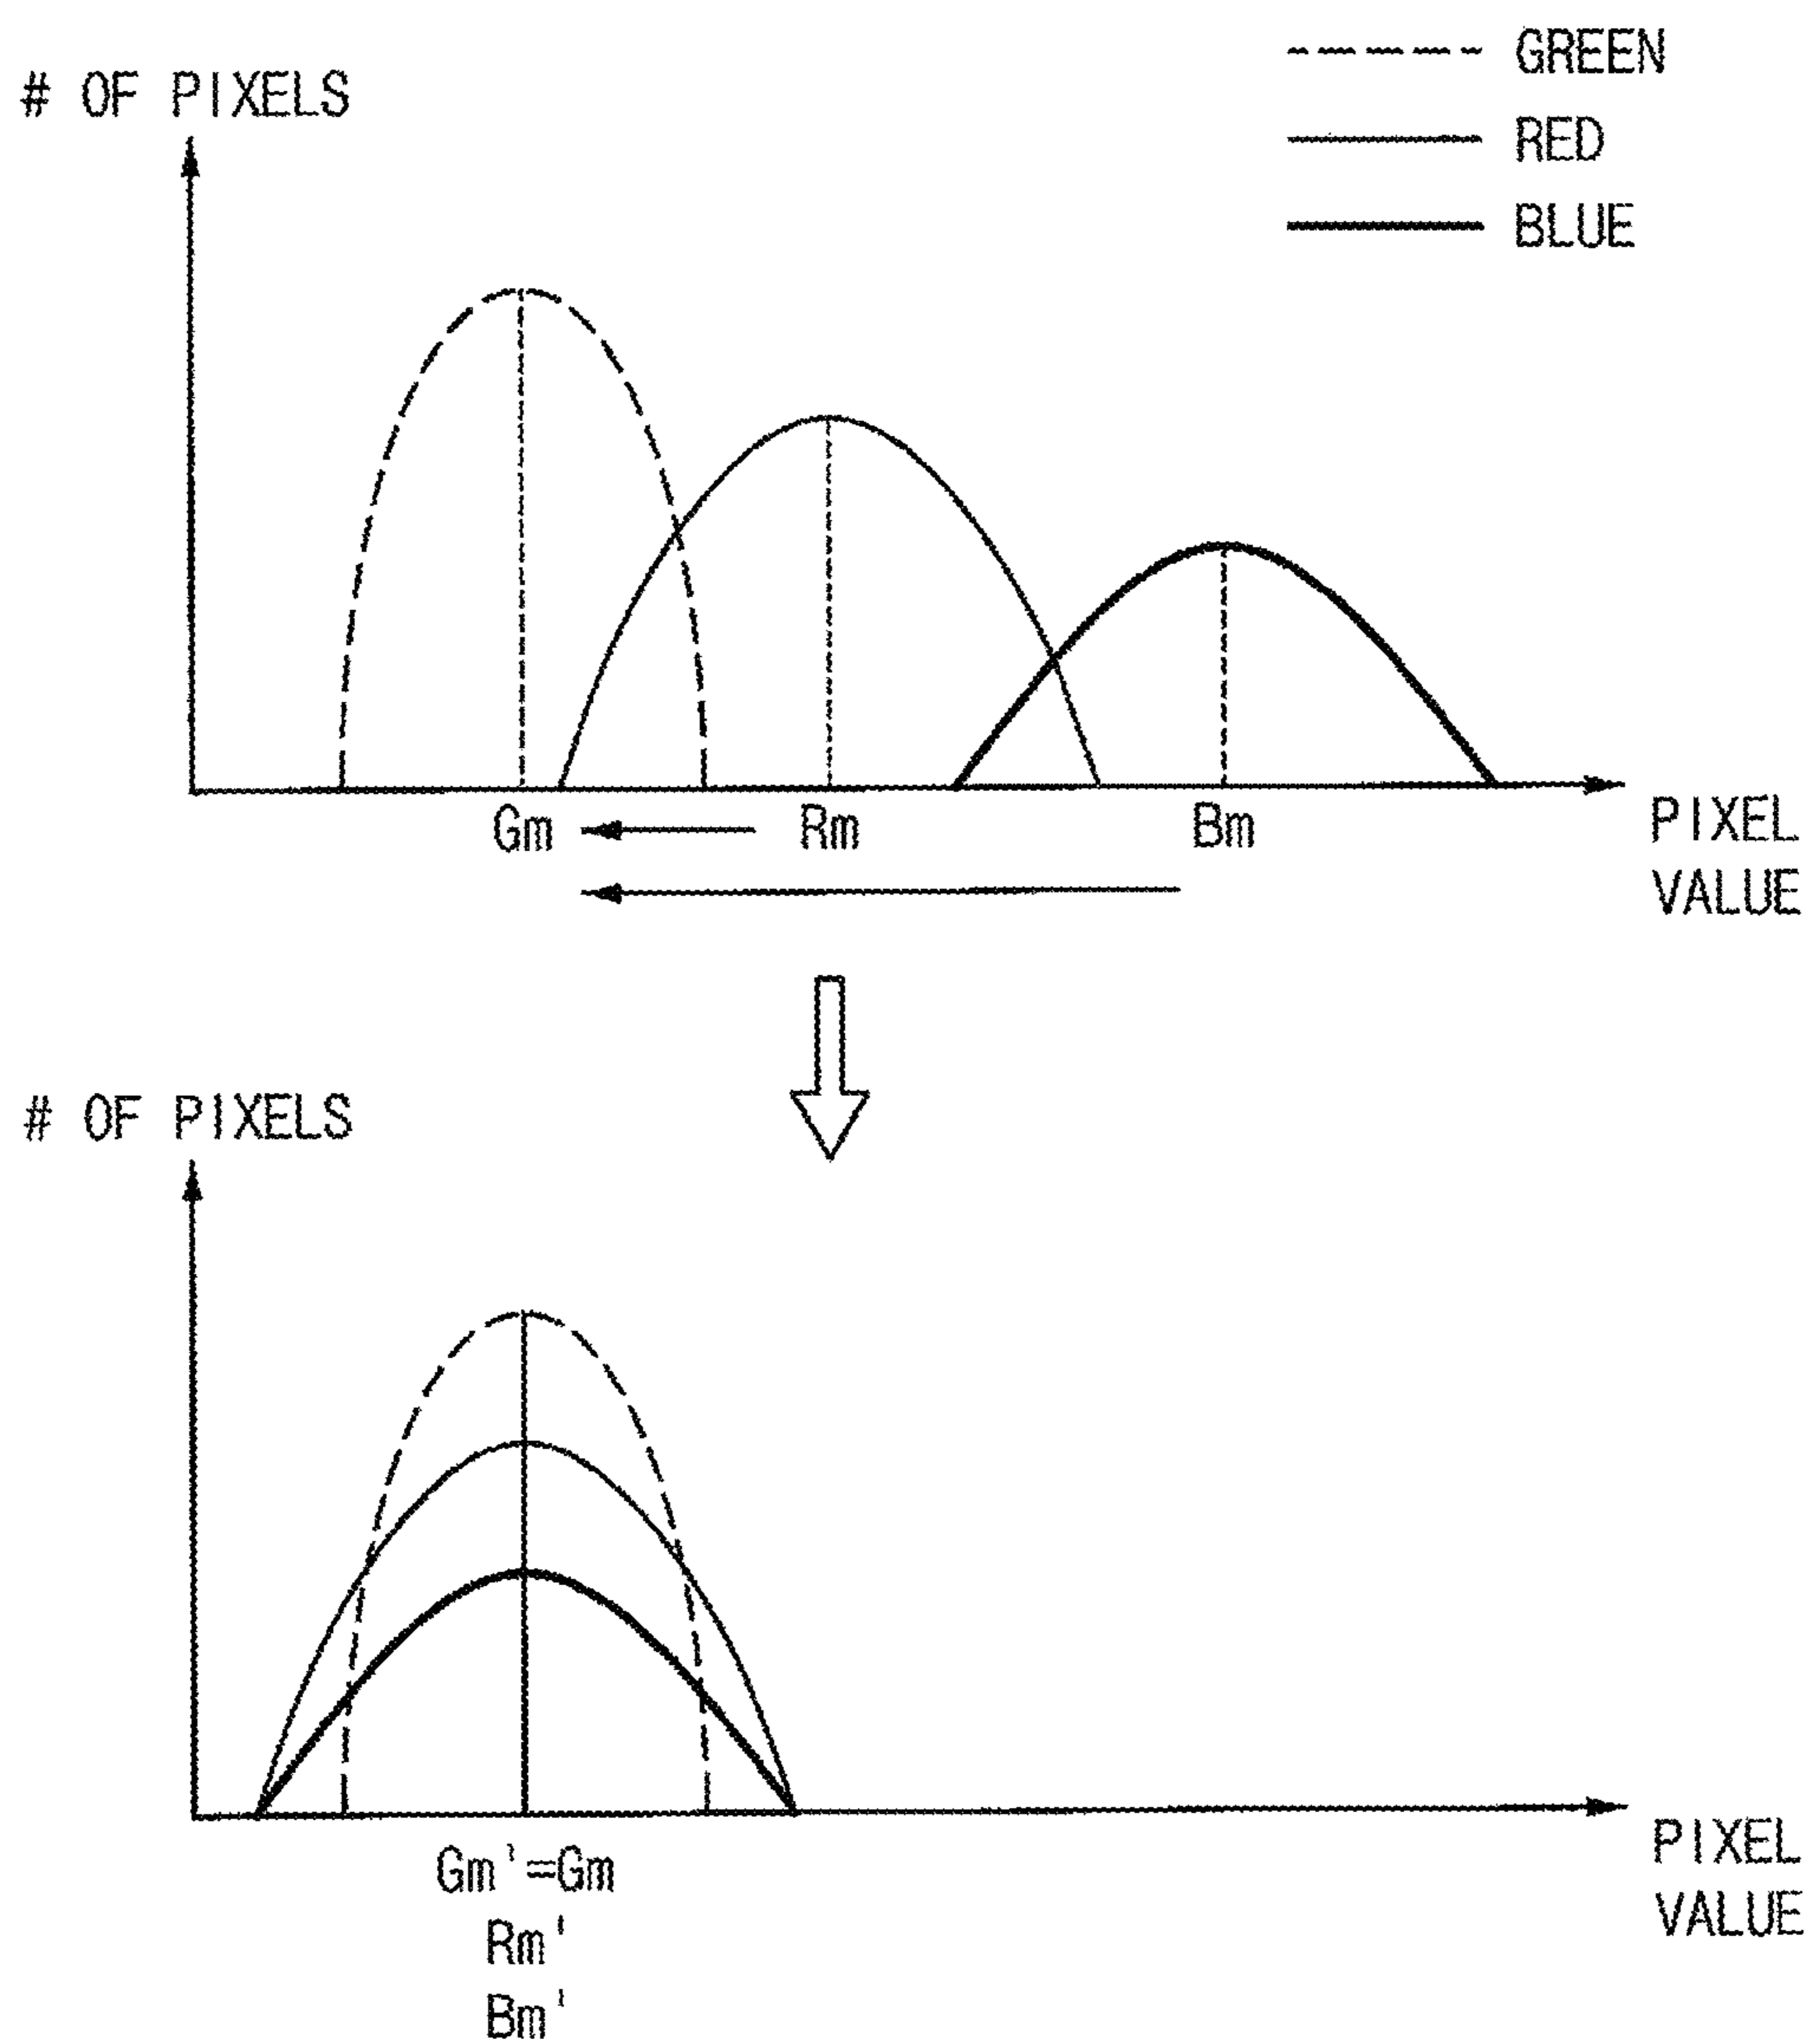 GREEN
# OF PIXELS
RED
BLUE
Gm
Rm
Bm
PIXEL
VALUE
# OF PIXELS
PIXEL
VALUE
Gm'=Gm
Rm'
Bm'